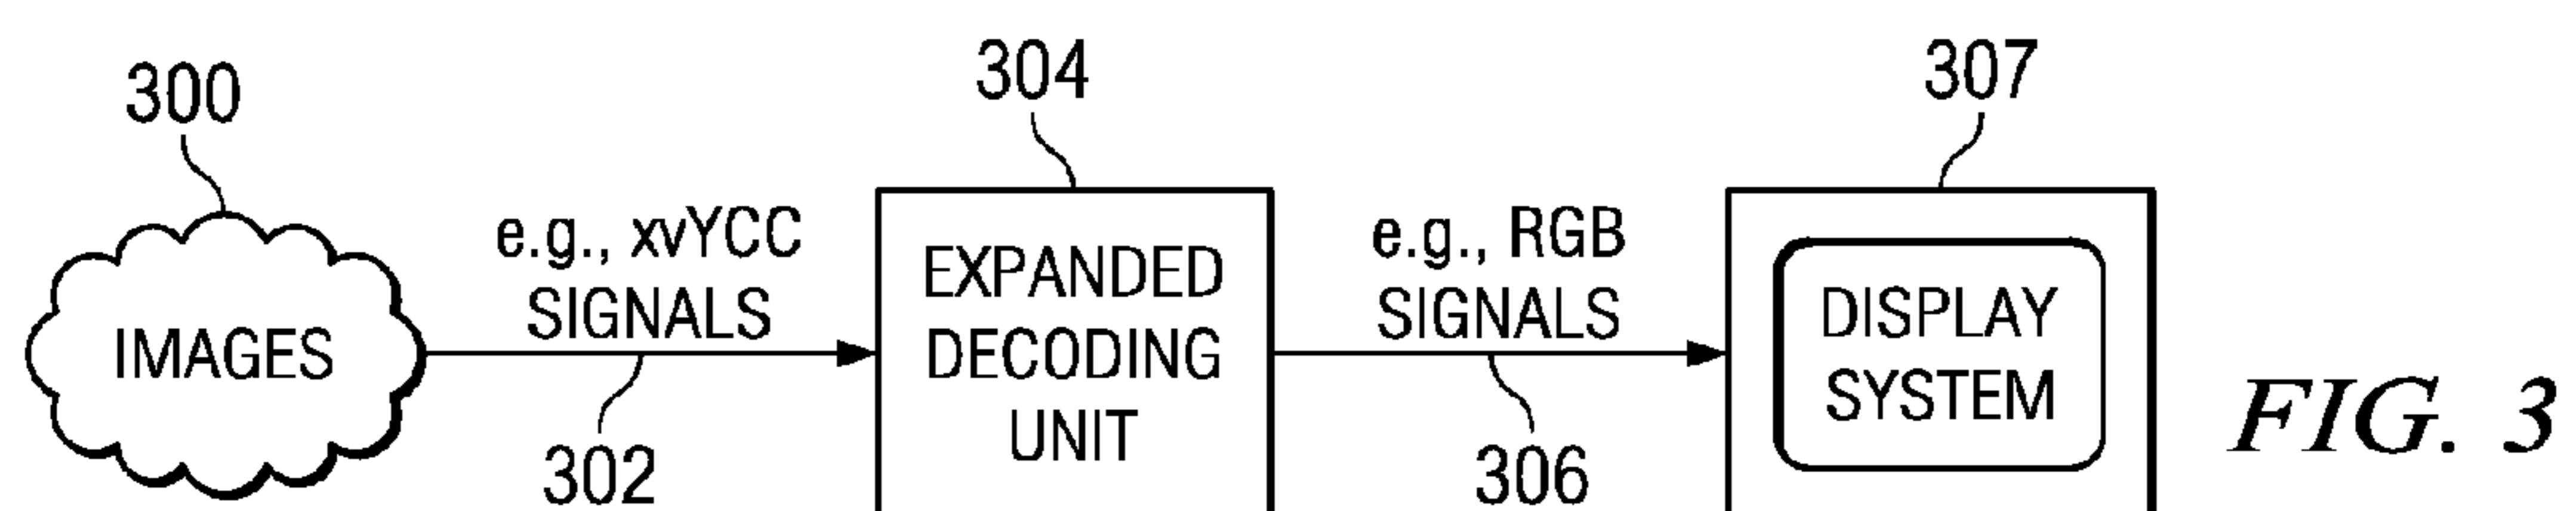 300
304
307
e.g., xvYCC
SIGNALS
e.g., RGB
SIGNALS
IMAGES
EXPANDED
DECODING
UNIT
DISPLAY
SYSTEM
302
306
FIG. 3